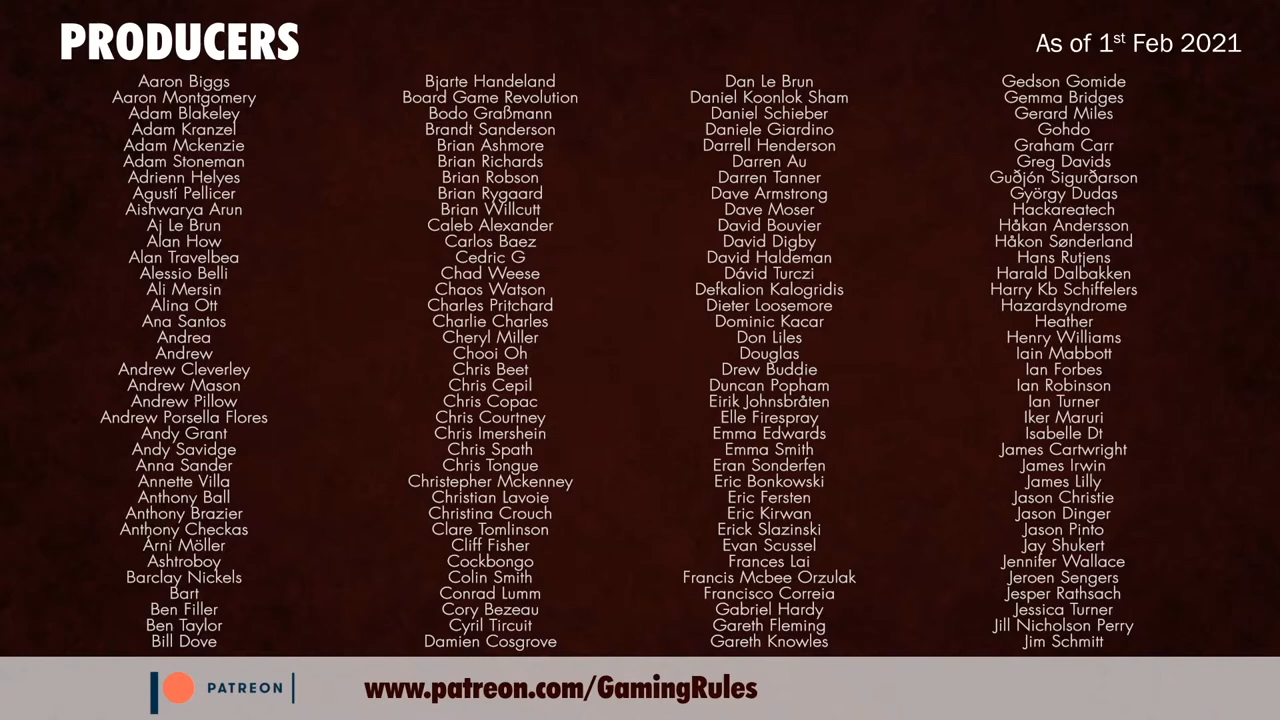 PRODUCERS
As of 1st Feb 2021
Aaron Biggs
Aaron Montgomery
Adam Blakeley
Adam Kranzel
Adam Mckenzie
Adam Stoneman
Adrienn Helyes
Agustí Pellicer
Aishwarya Arun
Aj Le Brun
Alan How
Alan Travelbea
Alessio Belli
Ali Mersin
Alina Ott
Ana Santos
Andrea
Andrew
Andrew Cleverley
Andrew Mason
Andrew Pillow
Andrew Porsella Flores
Andy Grant
Andy Savidge
Anna Sander
Annette Villa
Anthony Ball
Anthony Brazier
Anthony Checkas
Árni Möller
Ashtroboy
Barclay Nickels
Bart
Ben Filler
Ben Taylor
Bill Dove
Bjarte Handeland
Board Game Revolution
Bodo Graßmann
Brandt Sanderson
Brian Ashmore
Brian Richards
Brian Robson
Brian Rygaard
Brian Willcutt
Caleb Alexander
Carlos Baez
Cedric G
Chad Weese
Chaos Watson
Charles Pritchard
Charlie Charles
Cheryl Miller
Chooi Oh
Chris Beet
Chris Cepil
Chris Copac
Chris Courtney
Chris Imershein
Chris Spath
Chris Tongue
Christepher Mckenney
Christian Lavoie
Christina Crouch
Clare Tomlinson
Cliff Fisher
Cockbongo
Colin Smith
Conrad Lumm
Cory Bezeau
Cyril Tircuit
Damien Cosgrove
Dan Le Brun
Daniel Koonlok Sham
Daniel Schieber
Daniele Giardino
Darrell Henderson
Darren Au
Darren Tanner
Dave Armstrong
Dave Moser
David Bouvier
David Digby
David Haldeman
Dávid Turczi
Defkalion Kalogridis
Dieter Loosemore
Dominic Kacar
Don Liles
Douglas
Drew Buddie
Duncan Popham
Eirik Johnsbråten
Elle Firespray
Emma Edwards
Emma Smith
Eran Sonderfen
Eric Bonkowski
Eric Fersten
Eric Kirwan
Erick Slazinski
Evan Scussel
Frances Lai
Francis Mcbee Orzulak
Francisco Correia
Gabriel Hardy
Gareth Fleming
Gareth Knowles
Gedson Gomide
Gemma Bridges
Gerard Miles
Gohdo
Graham Carr
Greg Davids
Guðjón Sigurðarson
György Dudas
Hackareatech
Håkan Andersson
Håkon Sønderland
Hans Rutjens
Harald Dalbakken
Harry Kb Schiffelers
Hazardsyndrome
Heather
Henry Williams
Iain Mabbott
Ian Forbes
Ian Robinson
Ian Turner
Iker Maruri
Isabelle Dt
James Cartwright
James Irwin
James Lilly
Jason Christie
Jason Dinger
Jason Pinto
Jay Shukert
Jennifer Wallace
Jeroen Sengers
Jesper Rathsach
Jessica Turner
Jill Nicholson Perry
Jim Schmitt
PATREON
www.patreon.com/GamingRules